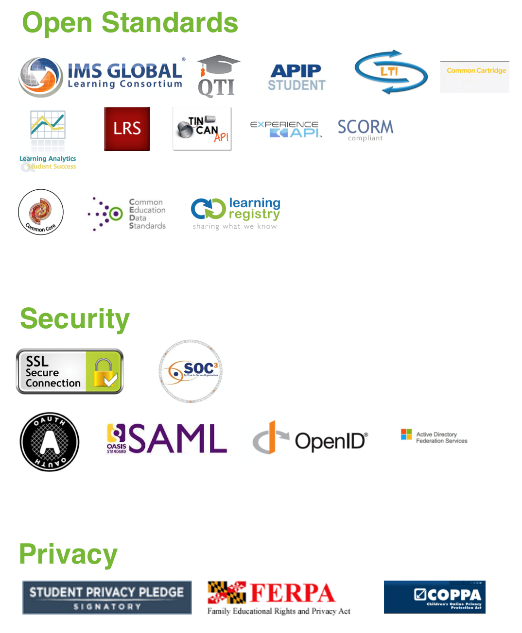 Open Standards
IMS GLOBAL®
Learning Consortium
QTI
APIP
STUDENT
LTI
Common Cartridge
Learning Analytics
Student Success
LRS
TIN
CAN
API
EXPERIENCE
API.
SCORM
compliant
Common Core
Common
Education
Data
Standards
learning
registry
sharing what we know
Security
SSL
Secure
Connection
SOC3
OAUTH
A
OAUTH
OASIS
STANDARD
SAML
OpenID®
Active Directory
Federation Services
Privacy
STUDENT PRIVACY PLEDGE
SIGNATORY
FERPA
Family Educational Rights and Privacy Act
COPPA
Children's Online Privacy
Protection Act